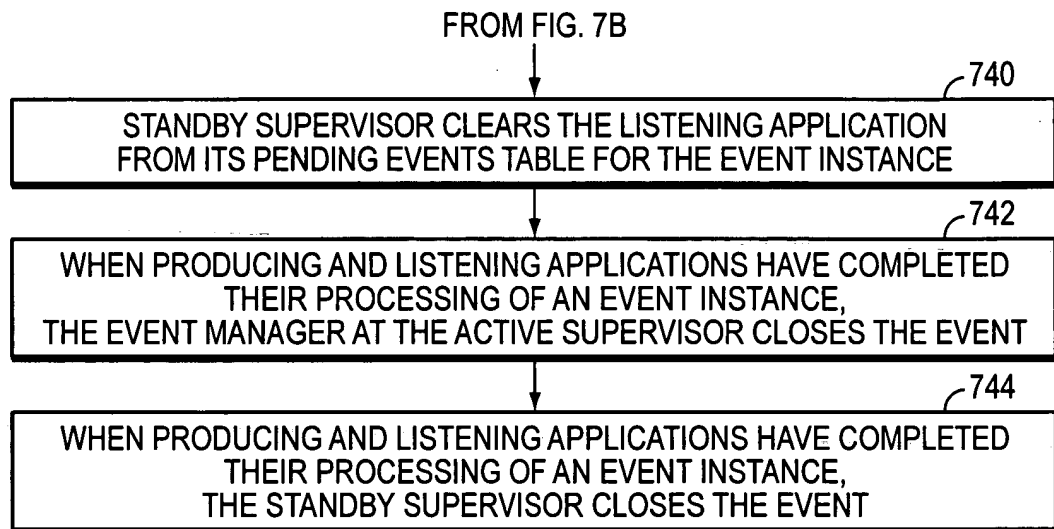 FROM FIG. 7B
740
STANDBY SUPERVISOR CLEARS THE LISTENING APPLICATION
FROM ITS PENDING EVENTS TABLE FOR THE EVENT INSTANCE
742
WHEN PRODUCING AND LISTENING APPLICATIONS HAVE COMPLETED
THEIR PROCESSING OF AN EVENT INSTANCE,
THE EVENT MANAGER AT THE ACTIVE SUPERVISOR CLOSES THE EVENT
744
WHEN PRODUCING AND LISTENING APPLICATIONS HAVE COMPLETED
THEIR PROCESSING OF AN EVENT INSTANCE,
THE STANDBY SUPERVISOR CLOSES THE EVENT